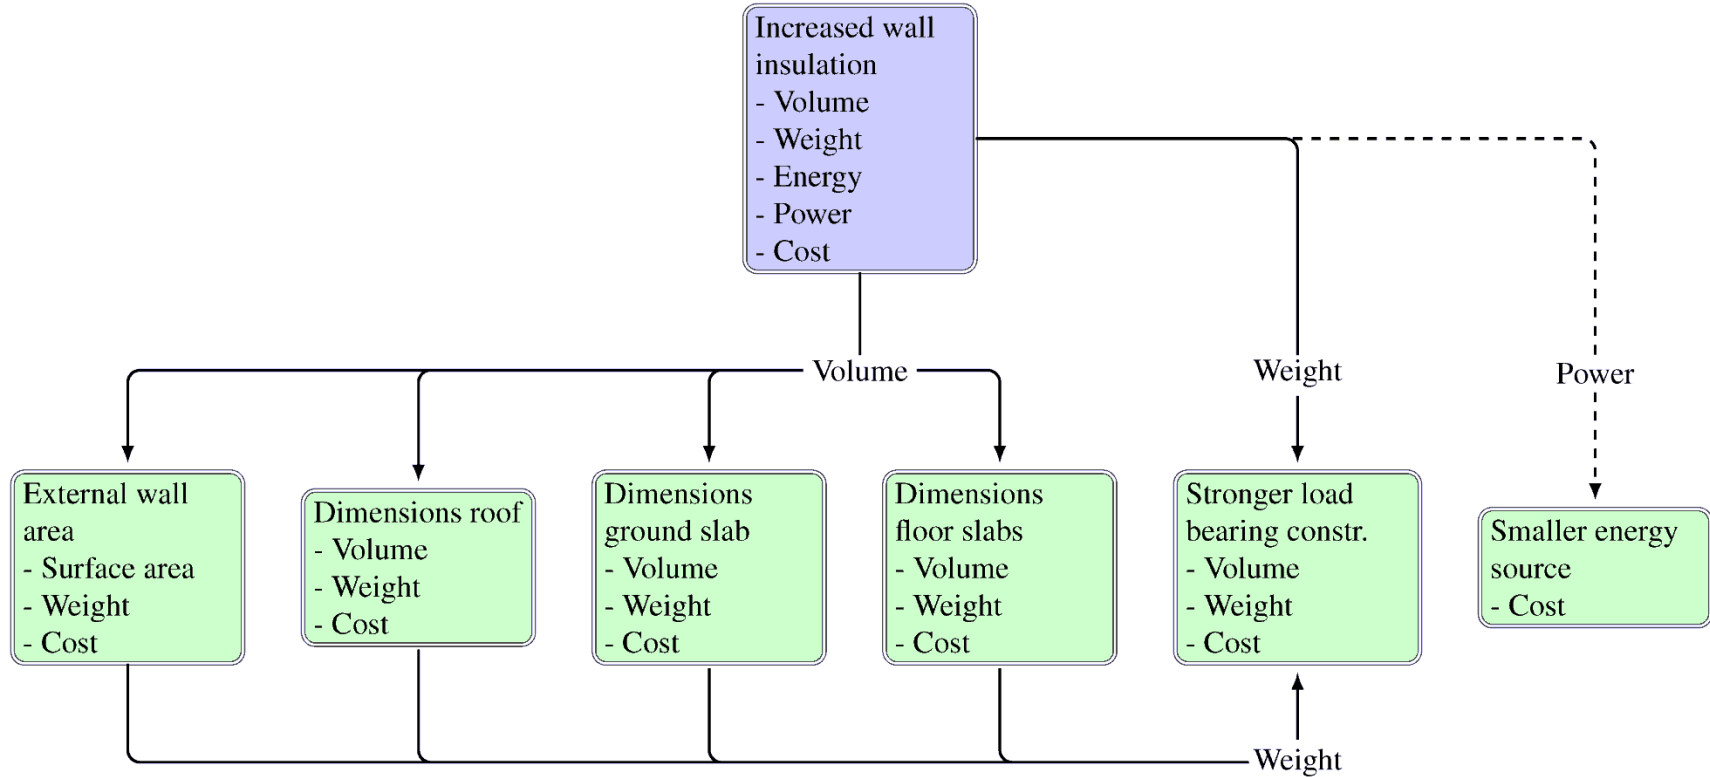 Increased wall
insulation
- Volume
- Weight
- Energy
- Power
- Cost
Volume
Weight
Power
External wall
area
- Surface area
- Weight
- Cost
Dimensions roof
- Volume
- Weight
- Cost
Dimensions
ground slab
- Volume
- Weight
- Cost
Dimensions
floor slabs
- Volume
- Weight
- Cost
Stronger load
bearing constr.
- Volume
- Weight
- Cost
Smaller energy
source
- Cost
Weight